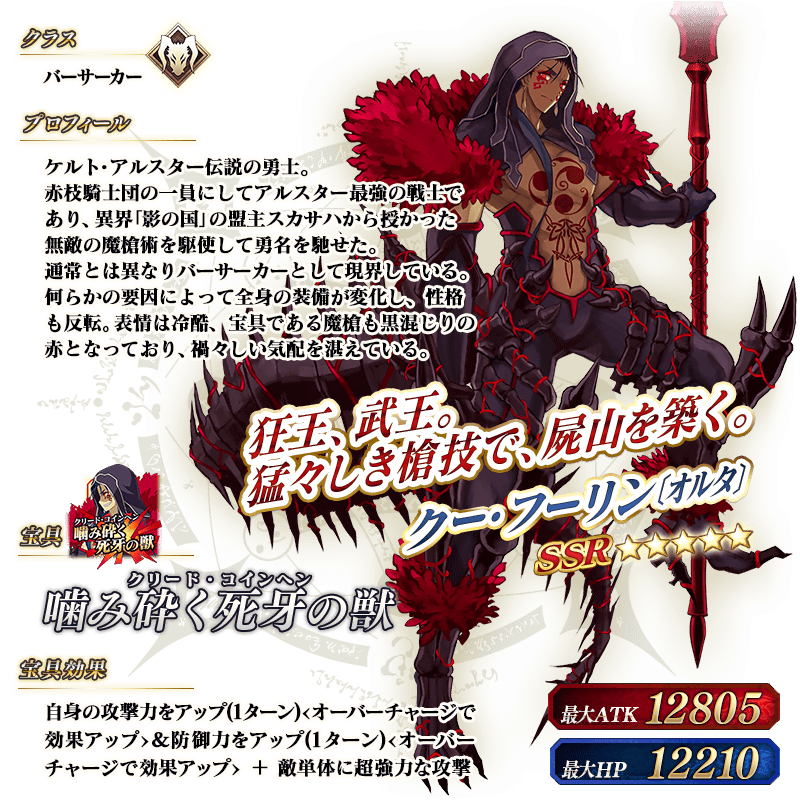 クラス
バーサーカー
プロフィール
ケルト・アルスター伝説の勇士。
赤枝騎士団の一員にしてアルスター最強の戦士で
あり、異界「影の国」の盟主スカサハから授かった
無敵の魔槍術を駆使して勇名を馳せた。
通常とは異なりバーサーカーとして現界している。
何らかの要因によって全身の装備が変化し、性格
も反転。表情は冷酷、宝具である魔槍も黒混じりの
赤となっており、禍々しい気配を湛えている。
狂王、武王。
猛々しき槍技で、屍山を築く。
クー・フーリン〔オルタ〕
SSR ★★★★★
宝具
クリード・コインヘン
噛み砕く
死牙の獣
クリード・コインヘン
噛み砕く死牙の獣
宝具効果
自身の攻撃力をアップ(1ターン)<オーバーチャージで
効果アップ>&防御力をアップ(1ターン)<オーバー
チャージで効果アップ> + 敵単体に超強力な攻撃
最大ATK 12805
最大HP 12210